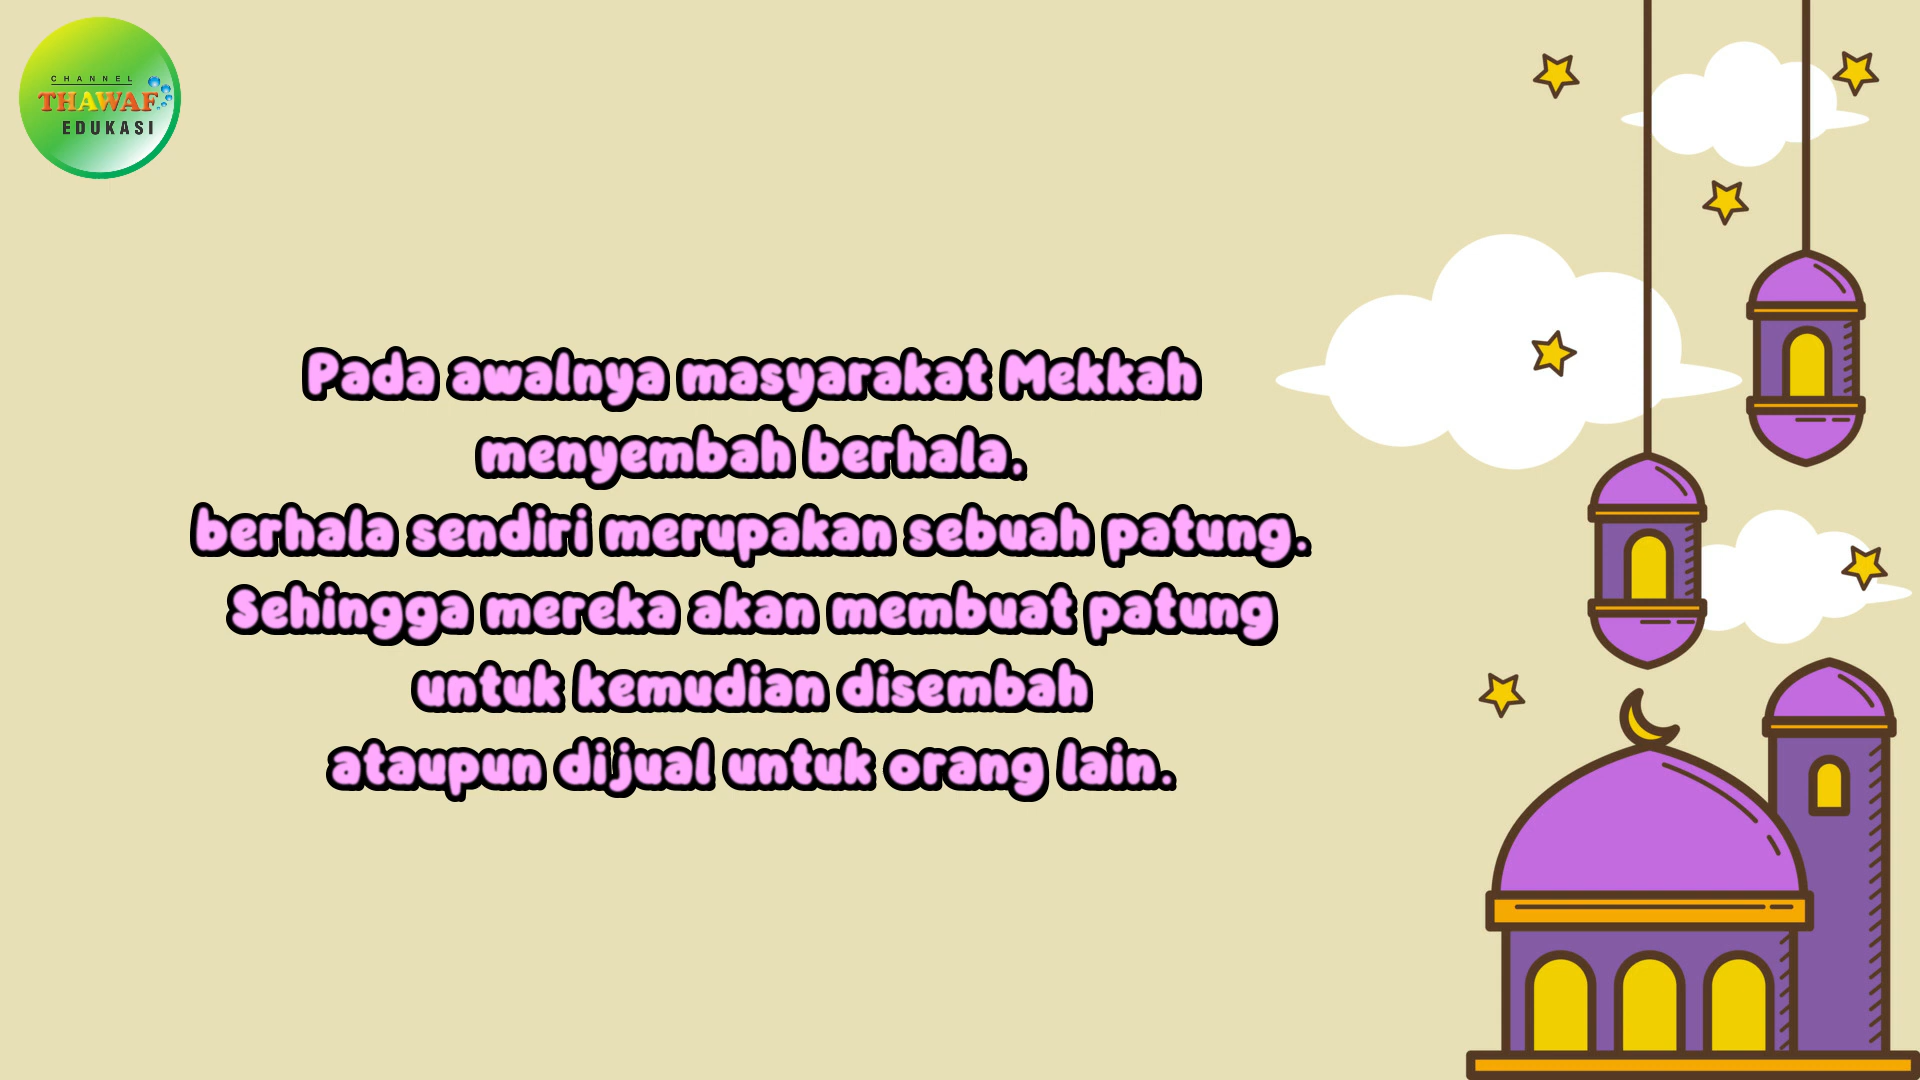 CHANNEL
THAWAF
EDUKASI
Pada awalnya masyarakat Mekkah
menyembah berhala.
berhala sendiri merupakan sebuah patung.
Sehingga mereka akan membuat patung
untuk kemudian disembah
ataupun dijual untuk orang lain.